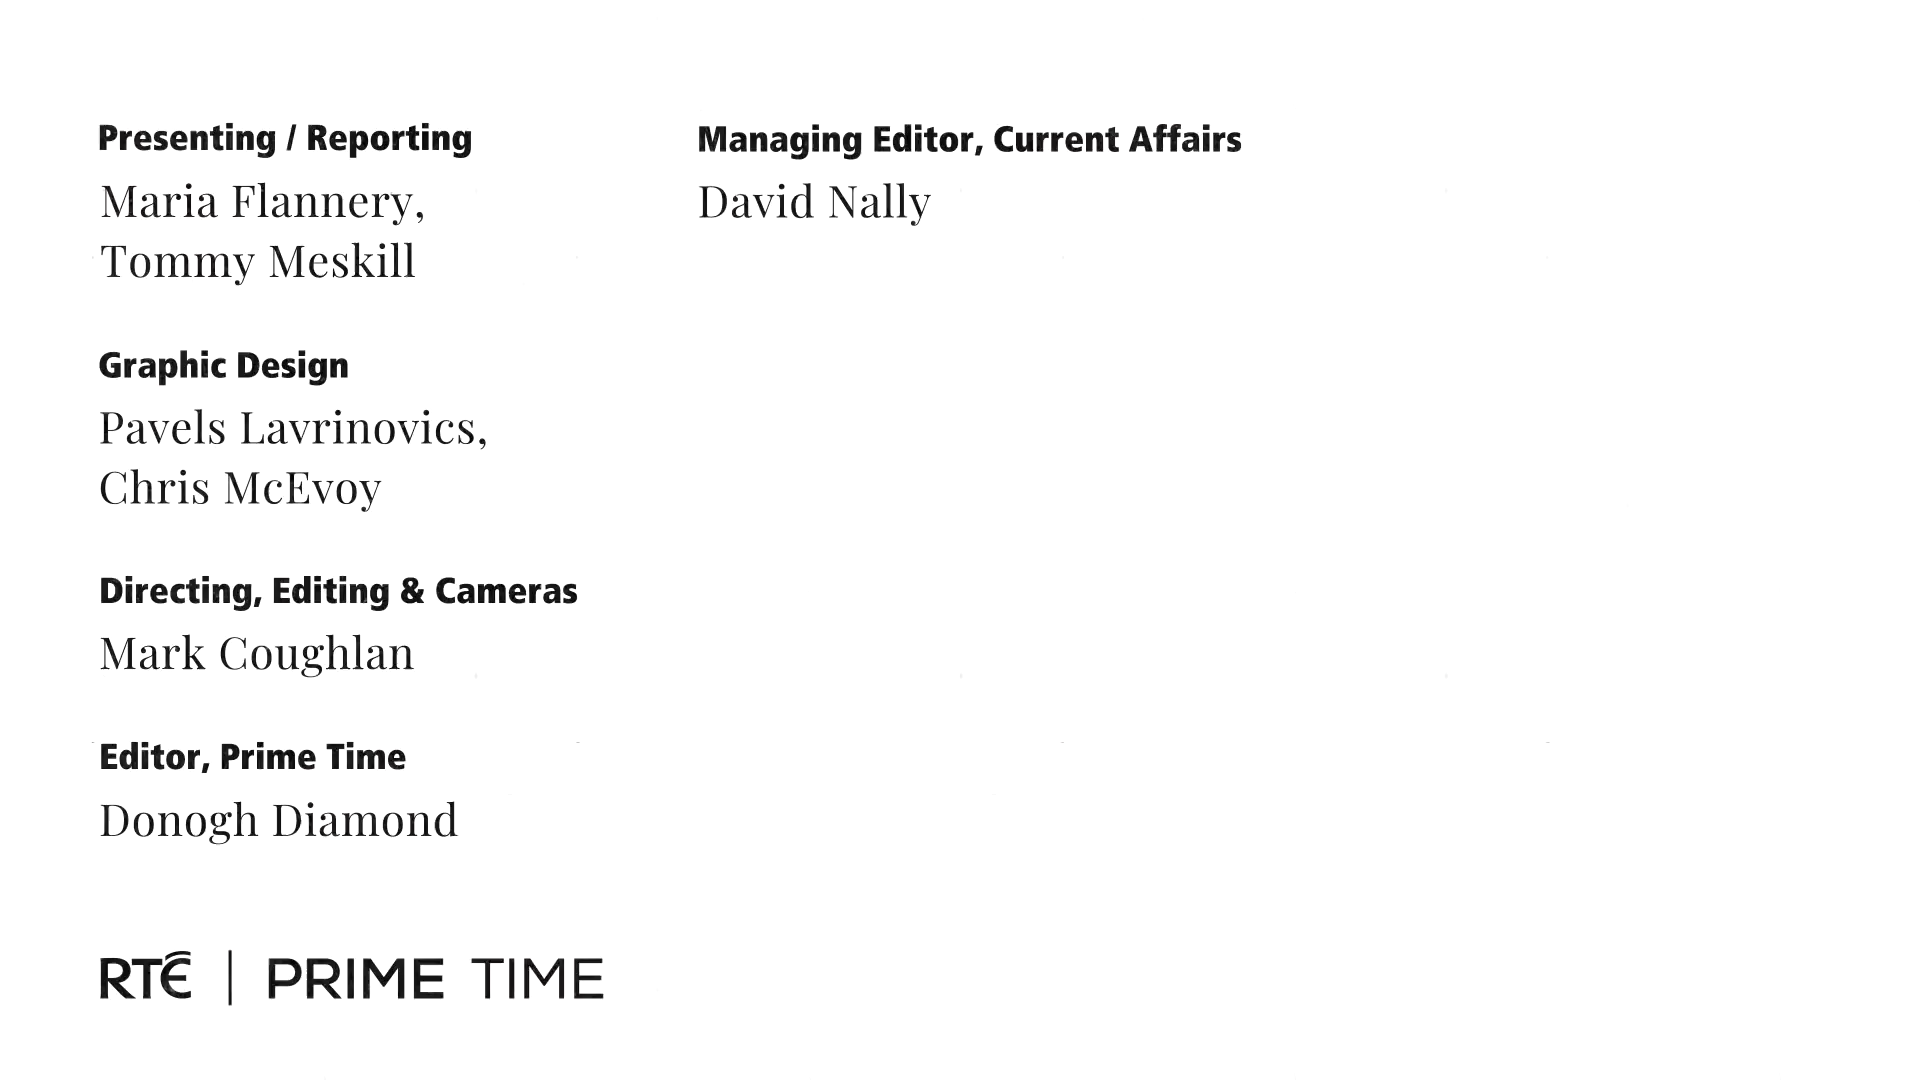 Presenting / Reporting
Maria Flannery,
Tommy Meskill
Graphic Design
Pavels Lavrinovics,
Chris McEvoy
Directing, Editing & Cameras
Mark Coughlan
Editor, Prime Time
Donogh Diamond
Managing Editor, Current Affairs
David Nally
RTÉ | PRIME TIME